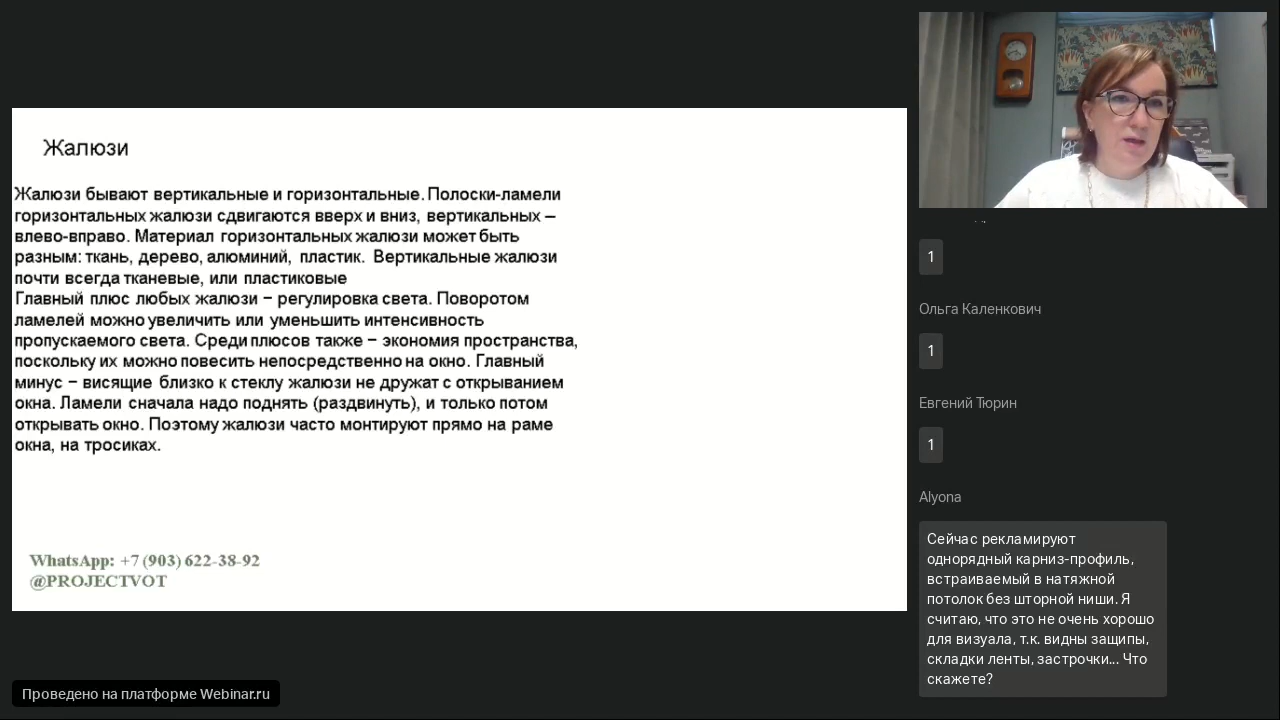 Жалюзи
Жалюзи бывают вертикальные и горизонтальные. Полоски-ламели
горизонтальных жалюзи сдвигаются вверх и вниз, вертикальных –
влево-вправо. Материал горизонтальных жалюзи может быть
разным: ткань, дерево, алюминий, пластик. Вертикальные жалюзи
почти всегда тканевые, или пластиковые
Главный плюс любых жалюзи – регулировка света. Поворотом
ламелей можно увеличить или уменьшить интенсивность
пропускаемого света. Среди плюсов также – экономия пространства,
поскольку их можно повесить непосредственно на окно. Главный
минус – висящие близко к стеклу жалюзи не дружат с открыванием
окна. Ламели сначала надо поднять (раздвинуть), и только потом
открывать окно. Поэтому жалюзи часто монтируют прямо на раме
окна, на тросиках.
WhatsApp: +7 (903) 622-38-92
@PROJECTVOT
Проведено на платформе Webinar.ru
1
Ольга Каленкович
1
Евгений Тюрин
1
Alyona
Сейчас рекламируют
однорядный карниз-профиль,
встраиваемый в натяжной
потолок без шторной ниши. Я
считаю, что это не очень хорошо
для визуала, т.к. видны защипы,
складки ленты, застрочки... Что
скажете?